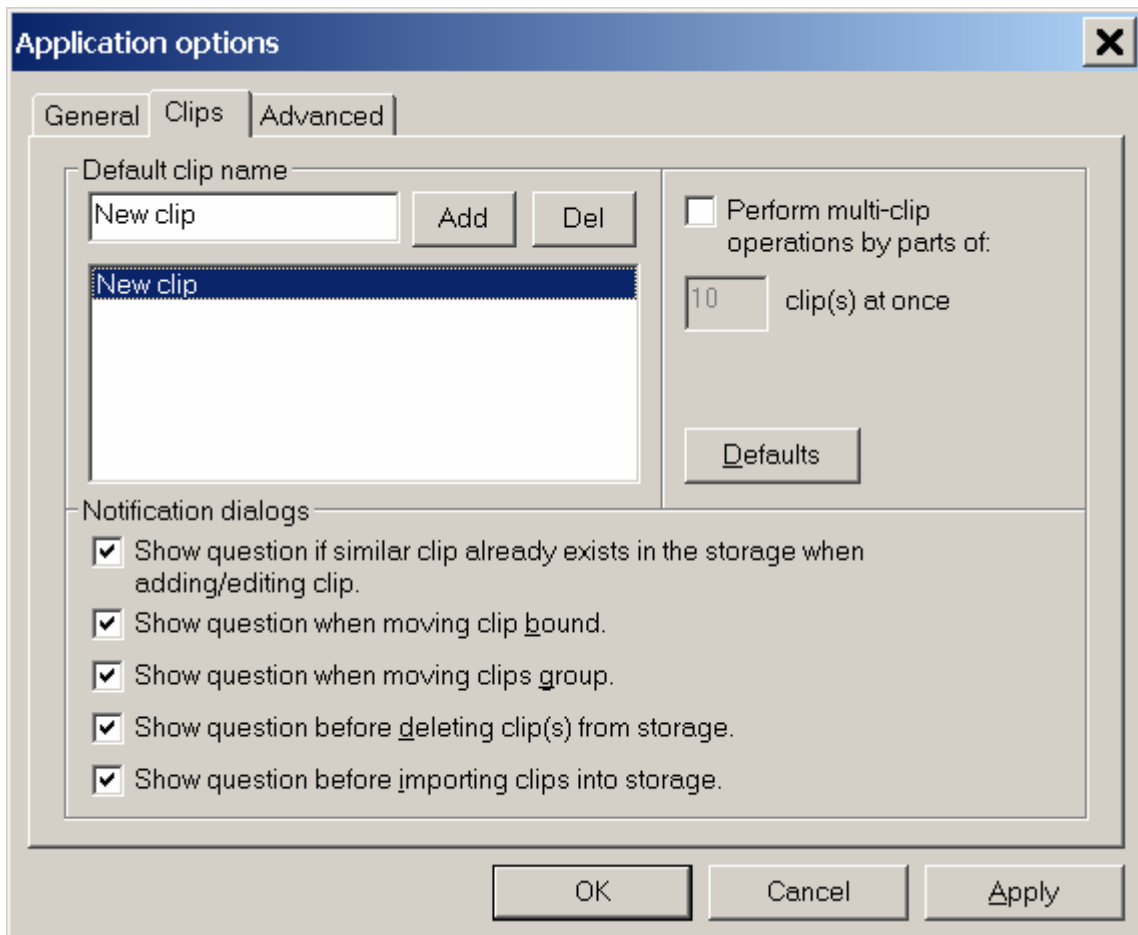 Application options
General Clips Advanced
Default clip name
New clip Add Del
New clip
Perform multi-clip
operations by parts of:
10 clip(s) at once
Defaults
Notification dialogs
Show question if similar clip already exists in the storage when
adding/editing clip.
Show question when moving clip bound.
Show question when moving clips group.
Show question before deleting clip(s) from storage.
Show question before importing clips into storage.
OK Cancel Apply